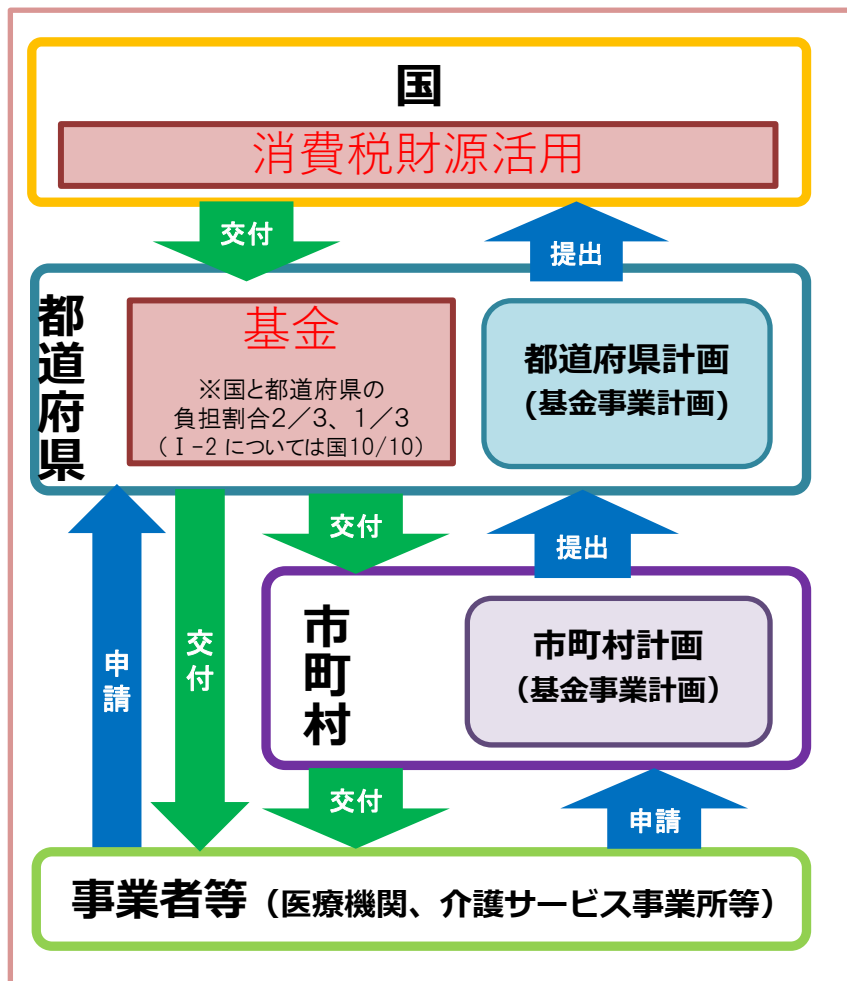 国
消費税財源活用
交付
提出
都道府県
基金
※国と都道府県の
負担割合2/3、1/3
(Ⅰ-2 については国10/10)
都道府県計画
(基金事業計画)
交付
提出
申請
交付
市町村
市町村計画
(基金事業計画)
交付
申請
事業者等(医療機関、介護サービス事業所等)